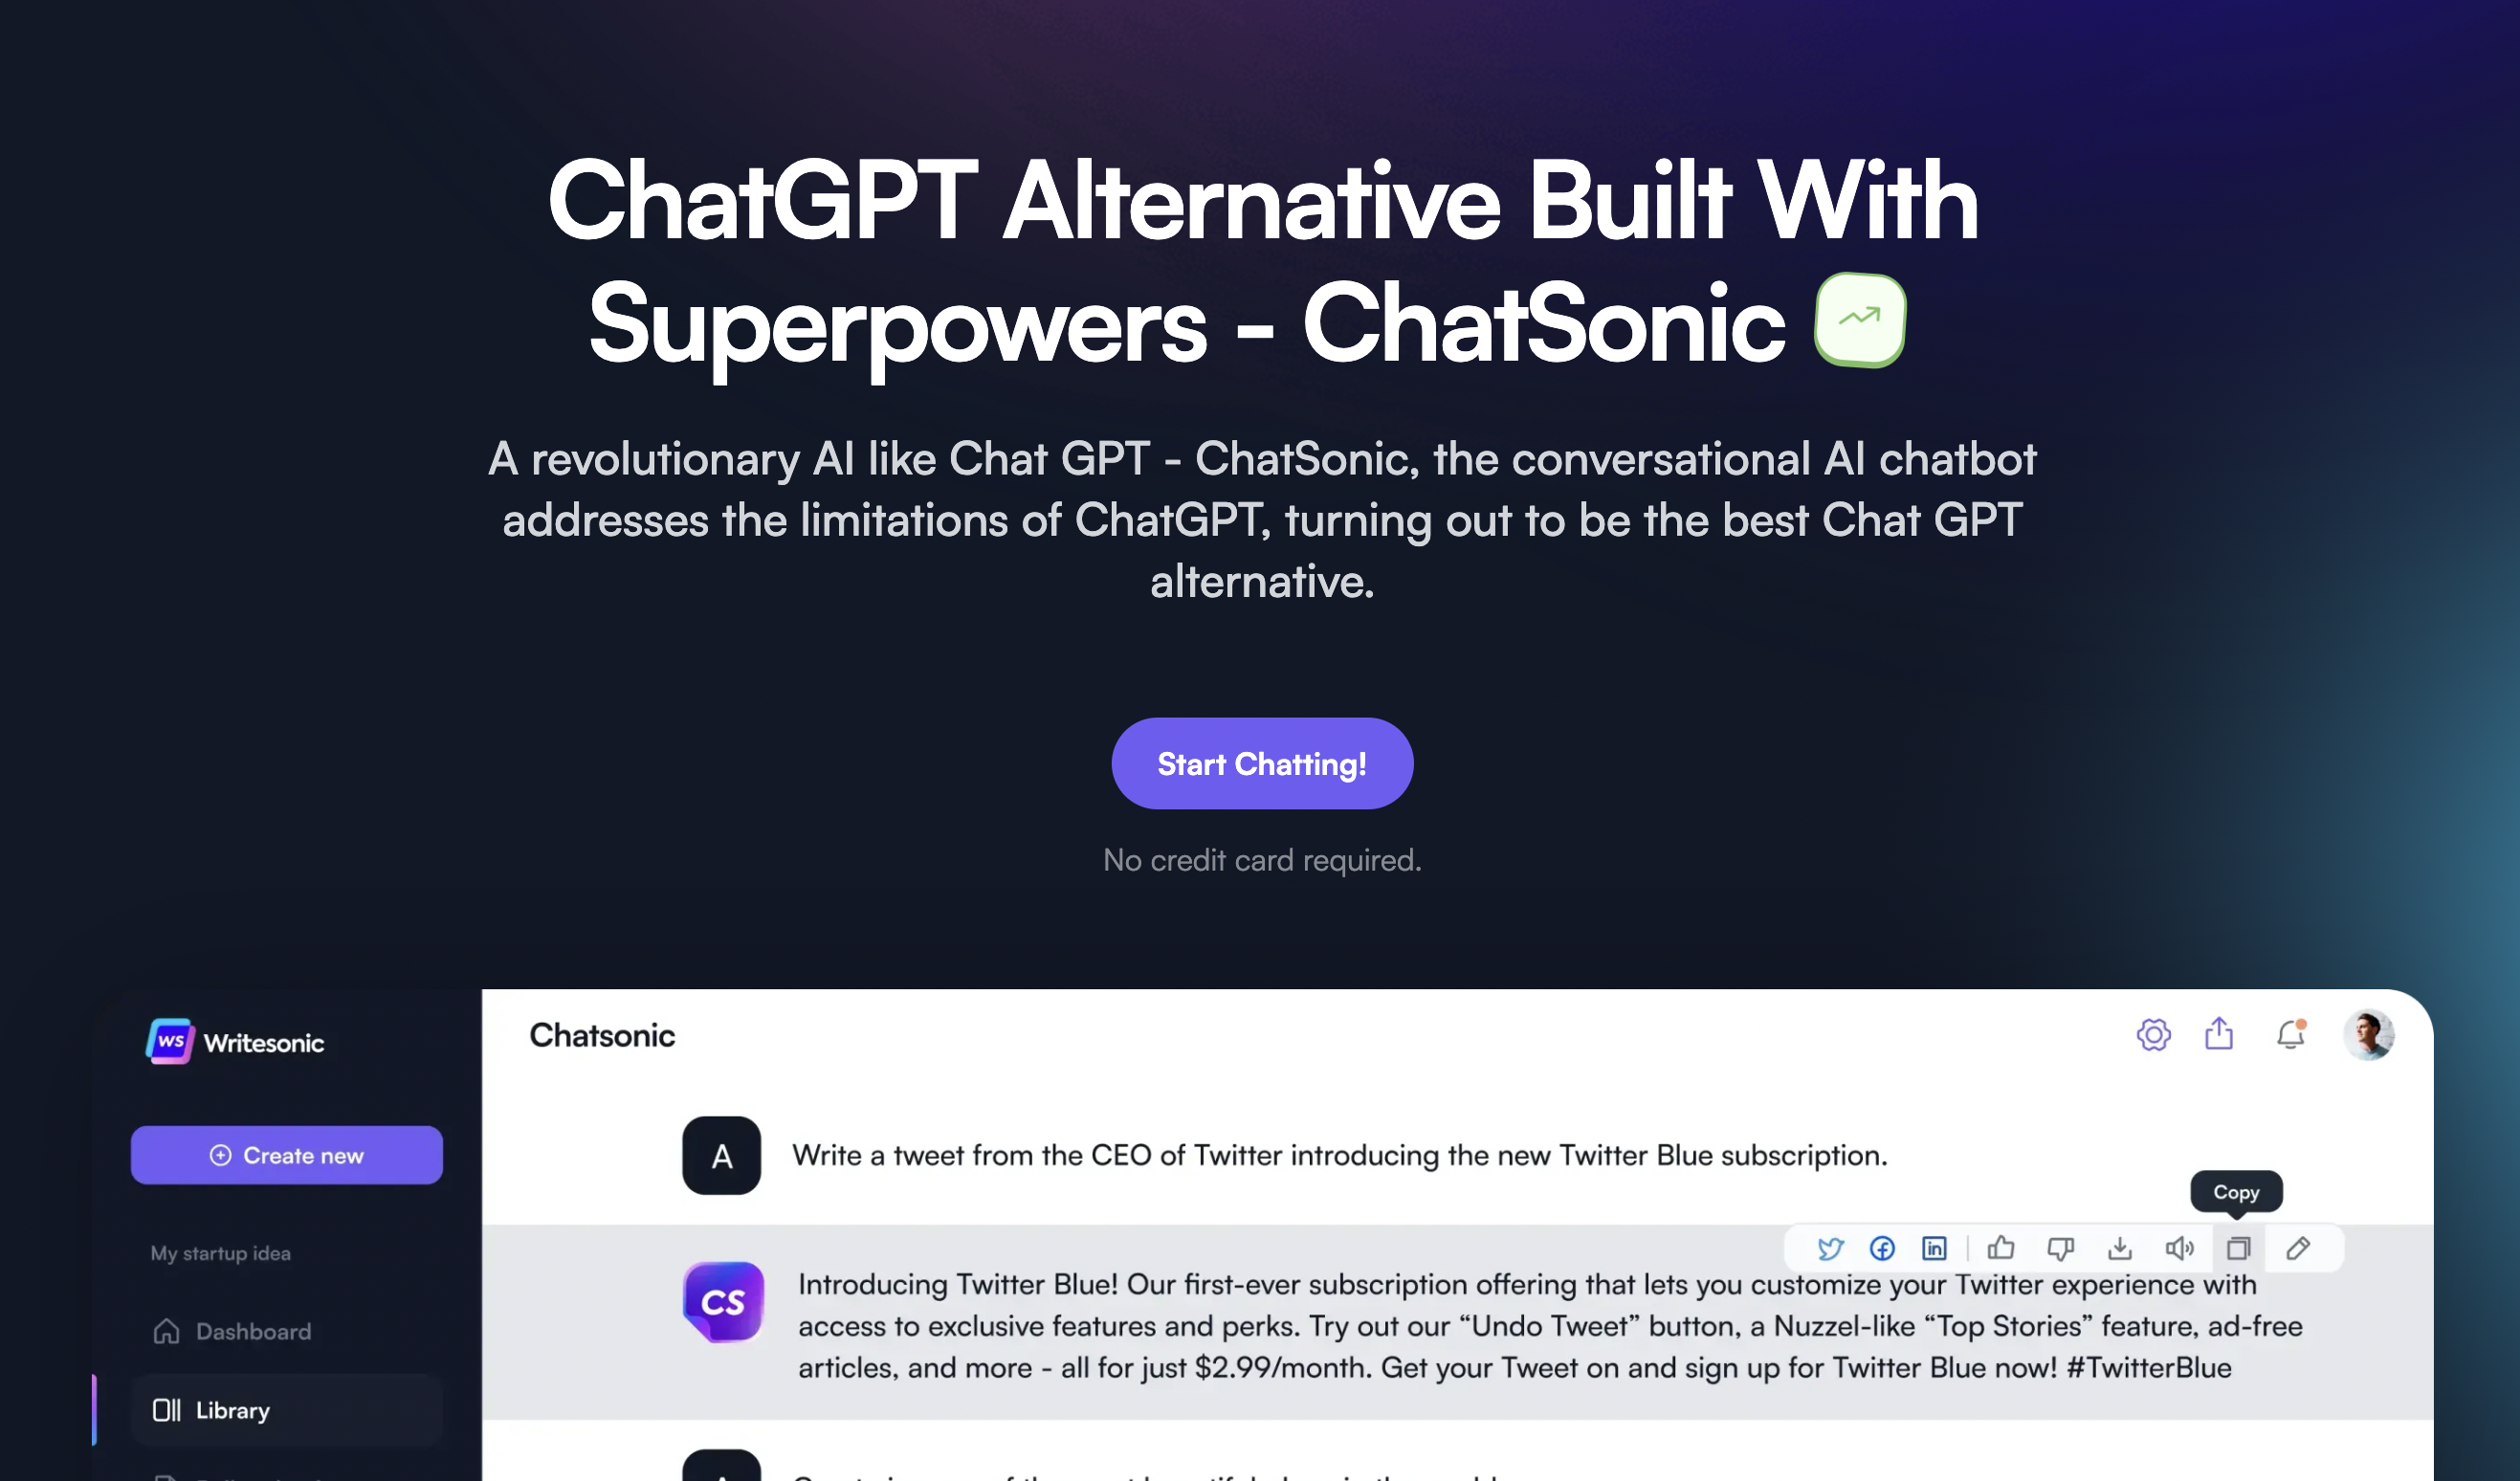 ChatGPT Alternative Built With
Superpowers - ChatSonic
A revolutionary AI like Chat GPT - ChatSonic, the conversational AI chatbot
addresses the limitations of ChatGPT, turning out to be the best Chat GPT
alternative.
Start Chatting!
No credit card required.
WS Writesonic
Create new
My startup idea
Dashboard
Library
Chatsonic
A
Write a tweet from the CEO of Twitter introducing the new Twitter Blue subscription.
Copy
CS
Introducing Twitter Blue! Our first-ever subscription offering that lets you customize your Twitter experience with
access to exclusive features and perks. Try out our “Undo Tweet” button, a Nuzzel-like “Top Stories” feature, ad-free
articles, and more - all for just $2.99/month. Get your Tweet on and sign up for Twitter Blue now! #TwitterBlue